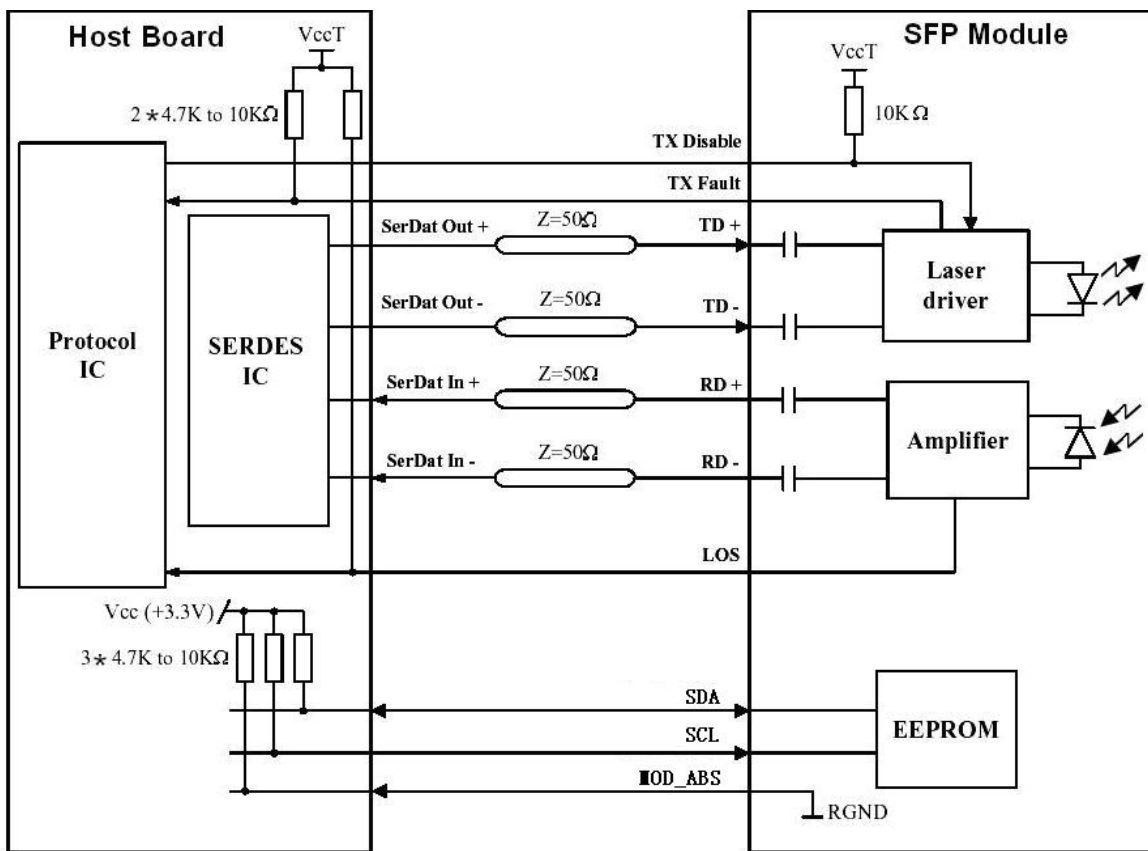 Host Board
SFP Module
VccT
VccT
2*4.7K to 10KΩ
10KΩ
TX Disable
TX Fault
SerDat Out +
Z=50Ω
TD +
SerDat Out -
Z=50Ω
TD -
Laser
driver
Protocol
IC
SERDES
IC
SerDat In +
Z=50Ω
RD +
SerDat In -
Z=50Ω
RD -
Amplifier
LOS
Vcc (+3.3V)
3*4.7K to 10KΩ
SDA
SCL
EEPROM
MOD_ABS
RGND